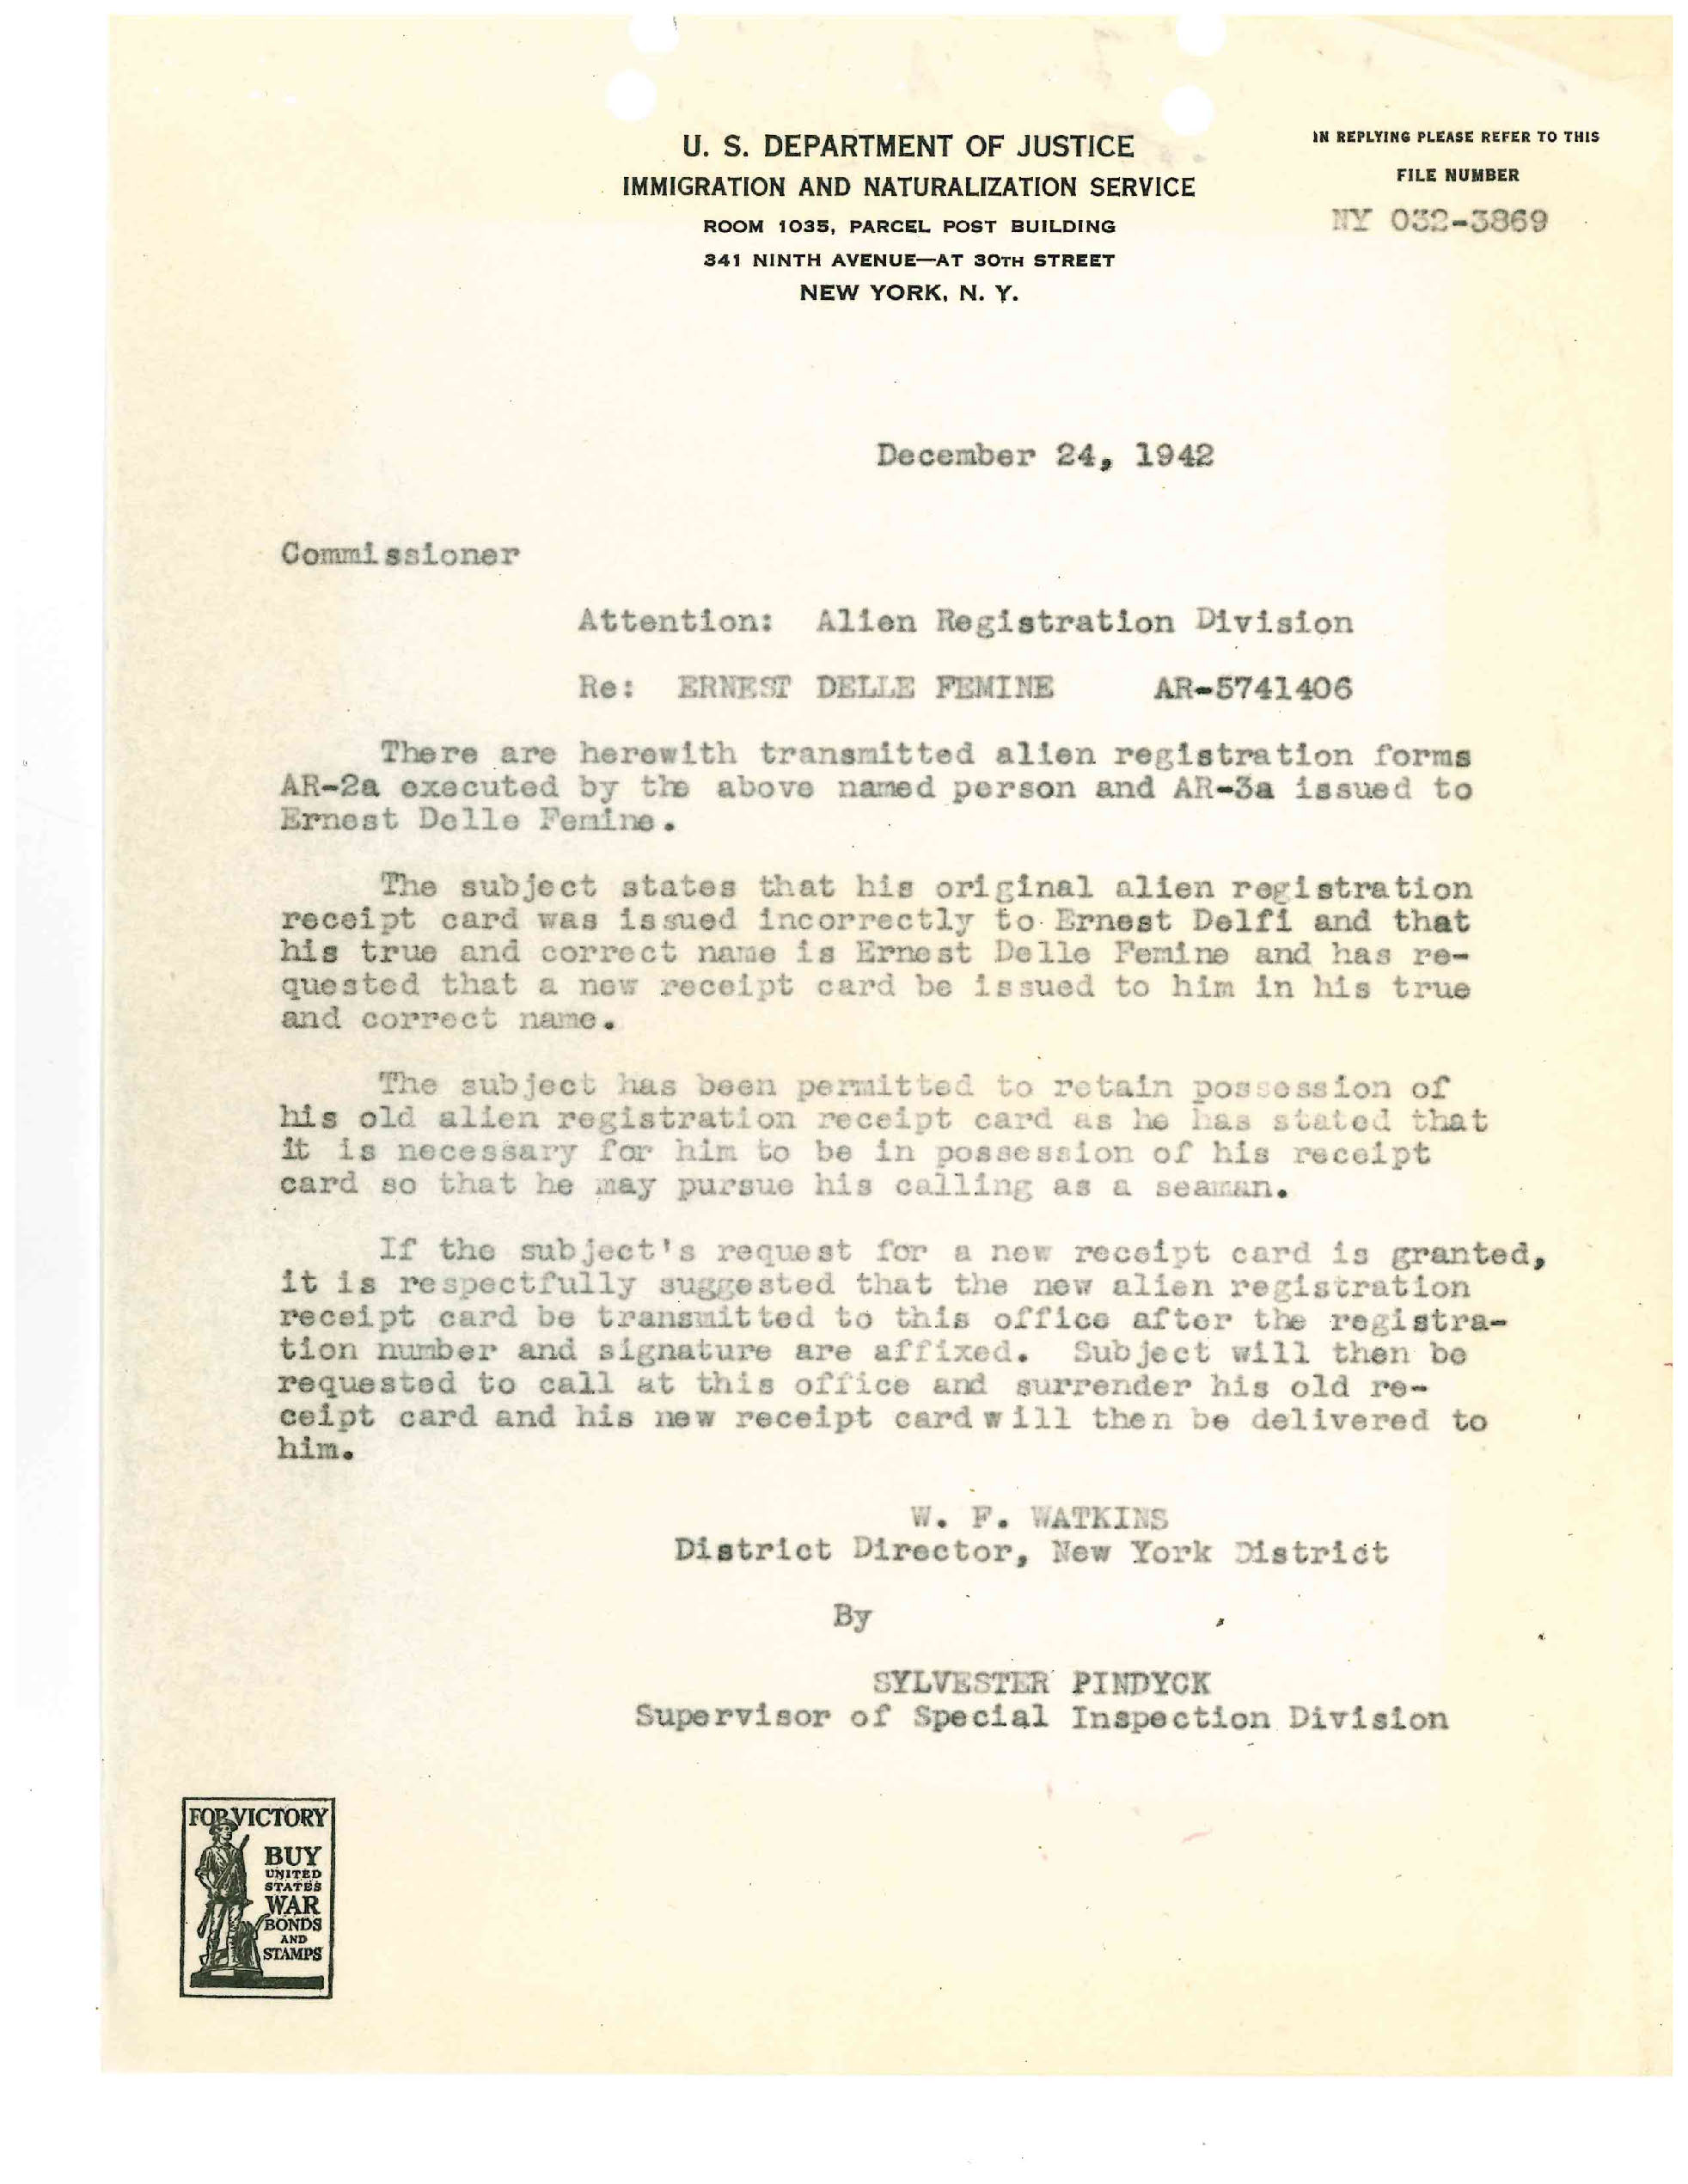 U. S. DEPARTMENT OF JUSTICE
IMMIGRATION AND NATURALIZATION SERVICE
ROOM 1035, PARCEL POST BUILDING
341 NINTH AVENUE—AT 30TH STREET
NEW YORK, N. Y.
IN REPLYING PLEASE REFER TO THIS
FILE NUMBER
NY 032-3869
December 24, 1942
Commissioner
Attention: Alien Registration Division
Re: ERNEST DELLE FEMINE AR-5741406
There are herewith transmitted alien registration forms
AR-2a executed by the above named person and AR-3a issued to
Ernest Delle Femine.
The subject states that his original alien registration
receipt card was issued incorrectly to Ernest Delfi and that
his true and correct name is Ernest Delle Femine and has re-
quested that a new receipt card be issued to him in his true
and correct name.
The subject has been permitted to retain possession of
his old alien registration receipt card as he has stated that
it is necessary for him to be in possession of his receipt
card so that he may pursue his calling as a seaman.
If the subject's request for a new receipt card is granted,
it is respectfully suggested that the new alien registration
receipt card be transmitted to this office after the registra-
tion number and signature are affixed. Subject will then be
requested to call at this office and surrender his old re-
ceipt card and his new receipt card will then be delivered to
him.
W. F. WATKINS
District Director, New York District
By
SYLVESTER PINDYCK
Supervisor of Special Inspection Division
FOR VICTORY
BUY
UNITED
STATES
WAR
BONDS
AND
STAMPS